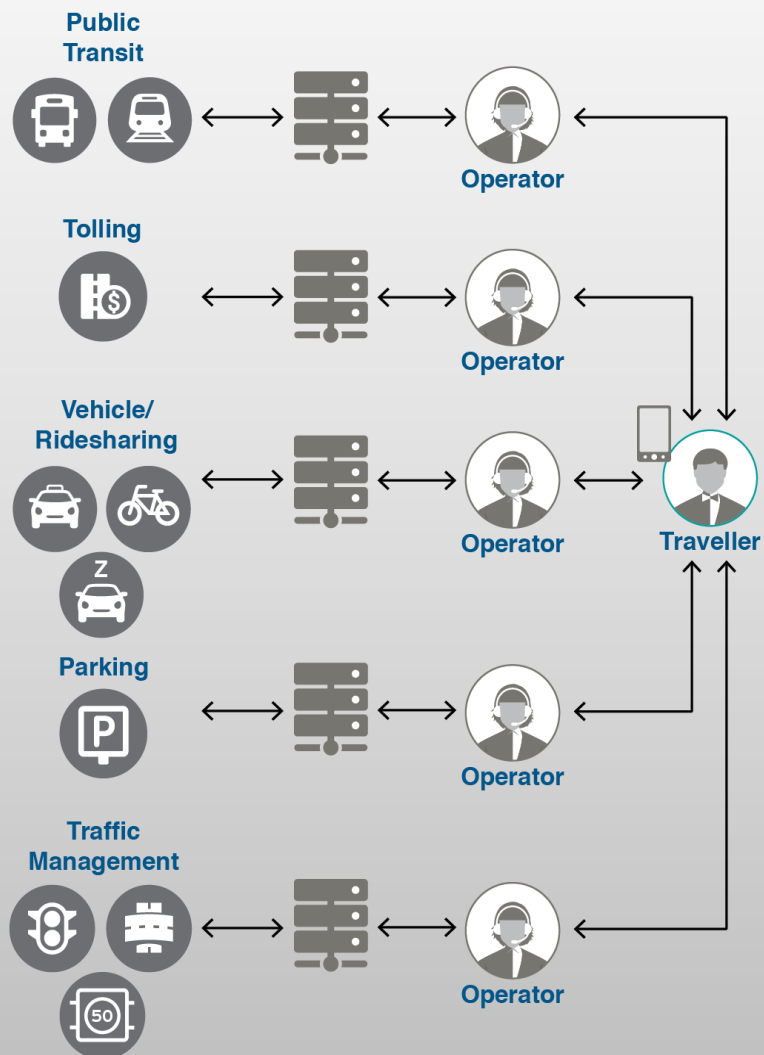 Public
Transit
Operator
Tolling
$
Operator
Vehicle/
Ridesharing
Z
Operator
Traveller
Parking
P
Operator
Traffic
Management
50
Operator